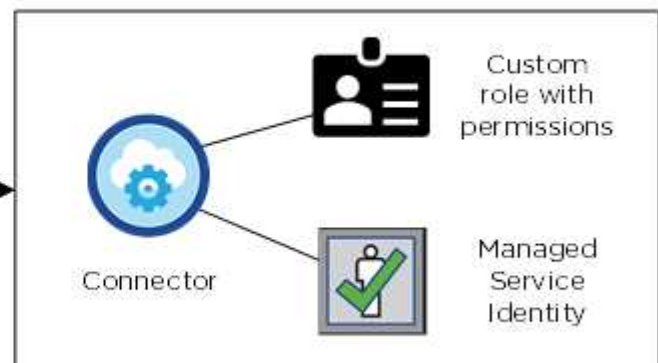 Custom
role with
permissions
Connector
Managed
Service
Identity